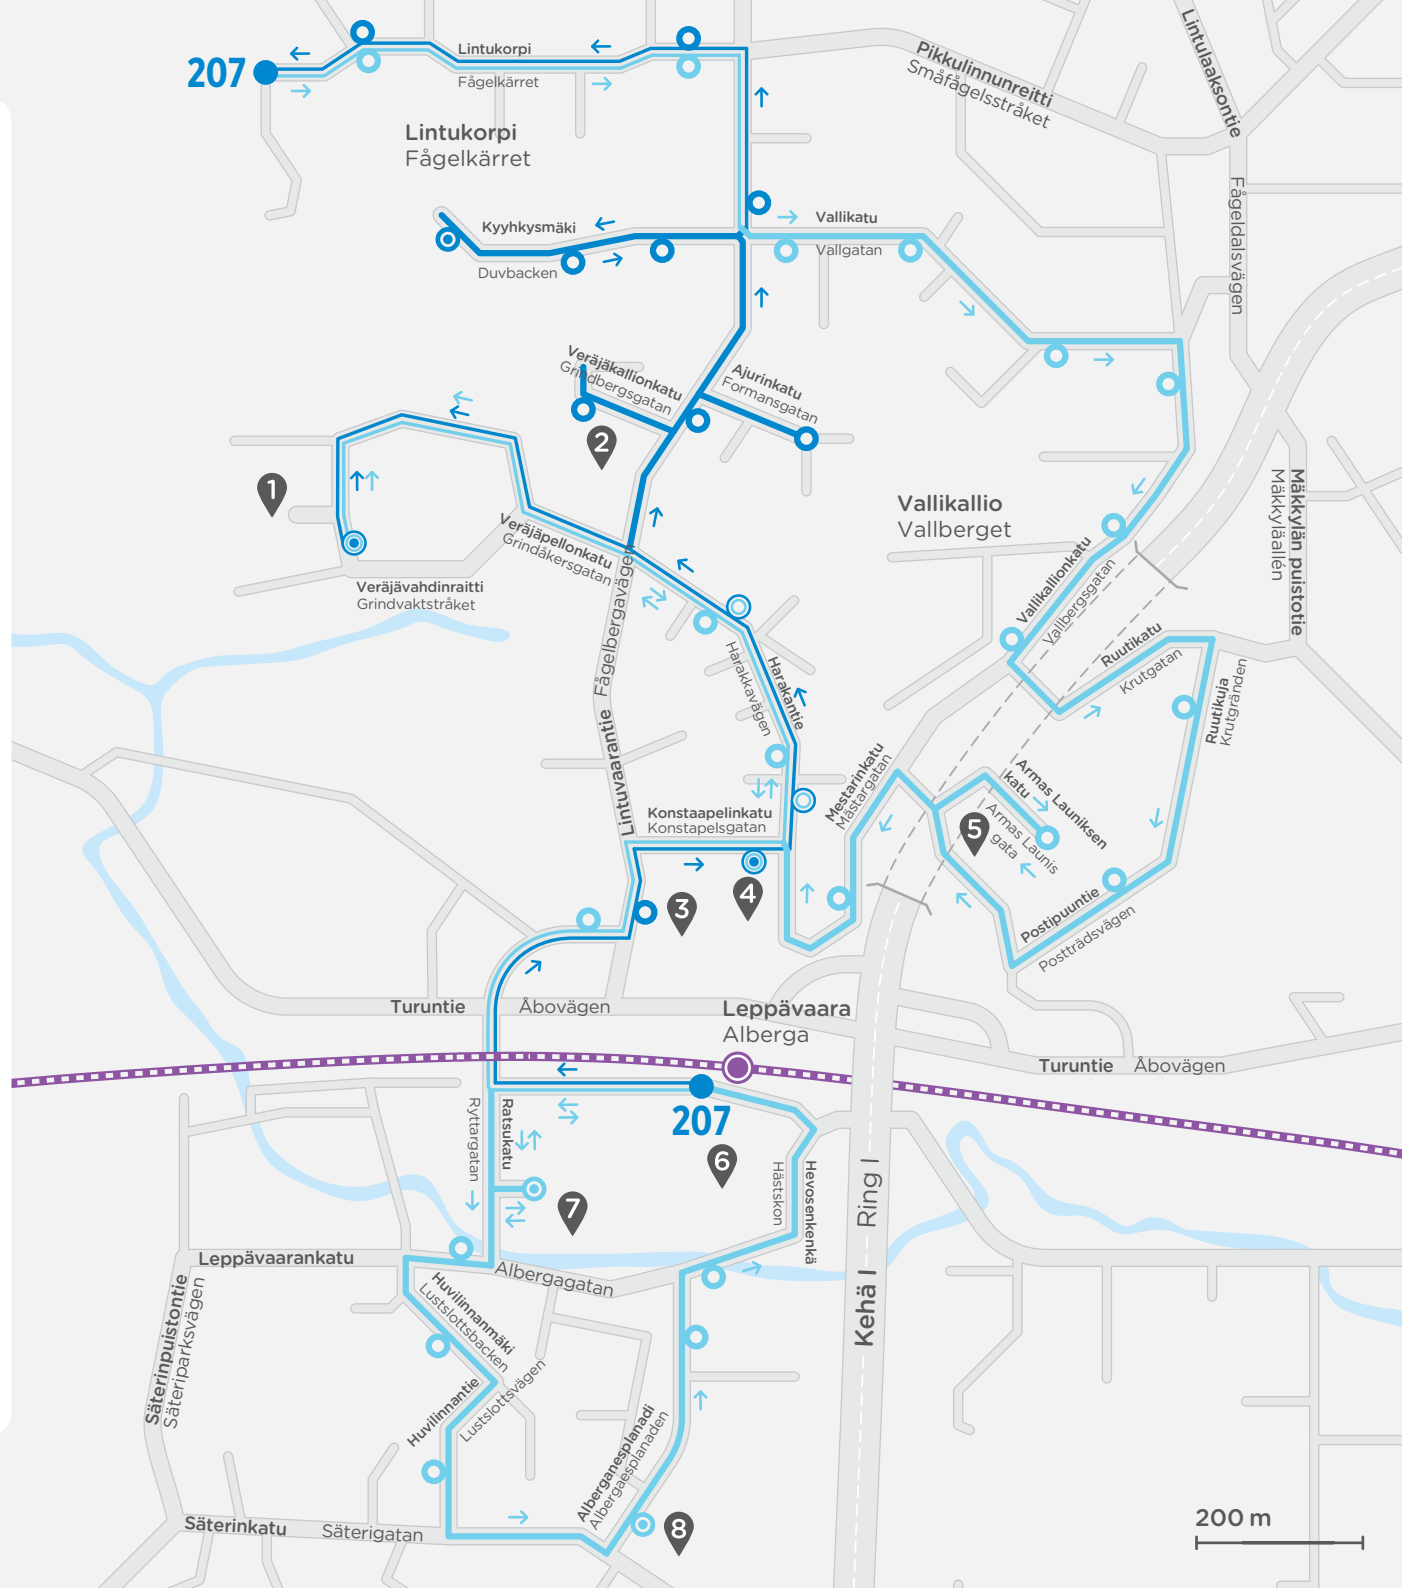 Lintukorpi
207
Fågelkärret
Pikkulinnunreitti
Småfågelsstråket
Lintulaaksontie
Fågeldalsvägen
Lintukorpi
Fågelkärret
Kyyhkysmäki
Duvbacken
Vallikatu
Vallgatan
Veräjäkallionkatu
Grindbergsgatan
Ajurinkatu
Formansgatan
2
1
Vallikallio
Vallberget
Mäkkylän puistotie
Mäkkyläallén
Veräjäpellonkatu
Grindåkersgatan
Veräjävahdinraitti
Grindvaktstråket
Vallikallionkatu
Vallbergsgatan
Lintuvaarantie Fågelbergavägen
Harakantie
Harakkavägen
Ruutikatu
Krutgatan
Ruutikuja
Krutgränden
Mestarinkatu
Mästargatan
Armas Launiksen
katu
Armas Launis
gata
5
Konstaapelinkatu
Konstapelsgatan
3
4
Postipuuntie
Postträdsvägen
Turuntie Åbovägen
Leppävaara
Alberga
Turuntie Åbovägen
207
Ratsukatu
Ryttargatan
6
7
Hevosenkenkä
Hästskon
Kehä I Ring I
Leppävaarankatu
Albergagatan
Säterinpuistontie
Säteriparksvägen
Huvilinnanmäki
Lustslottsbacken
Huvilinnantie
Lustslottsvägen
Alberganesplanadi
Albergaesplanaden
Säterinkatu Säterigatan
8
200 m